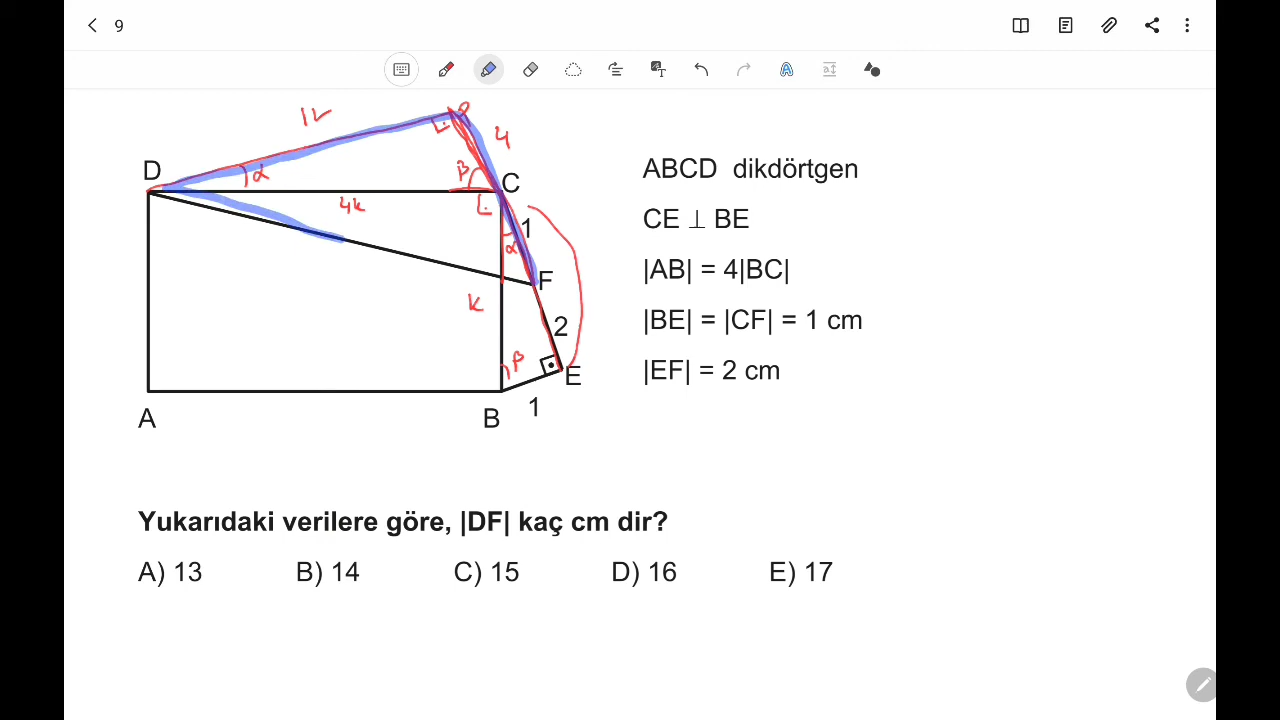 9
12
P
4
α
β
D
C
4k
1
α
F
k
2
β
E
A
B
1
ABCD dikdörtgen
CE ⊥ BE
|AB| = 4|BC|
|BE| = |CF| = 1 cm
|EF| = 2 cm
Yukarıdaki verilere göre, |DF| kaç cm dir?
A) 13 B) 14 C) 15 D) 16 E) 17